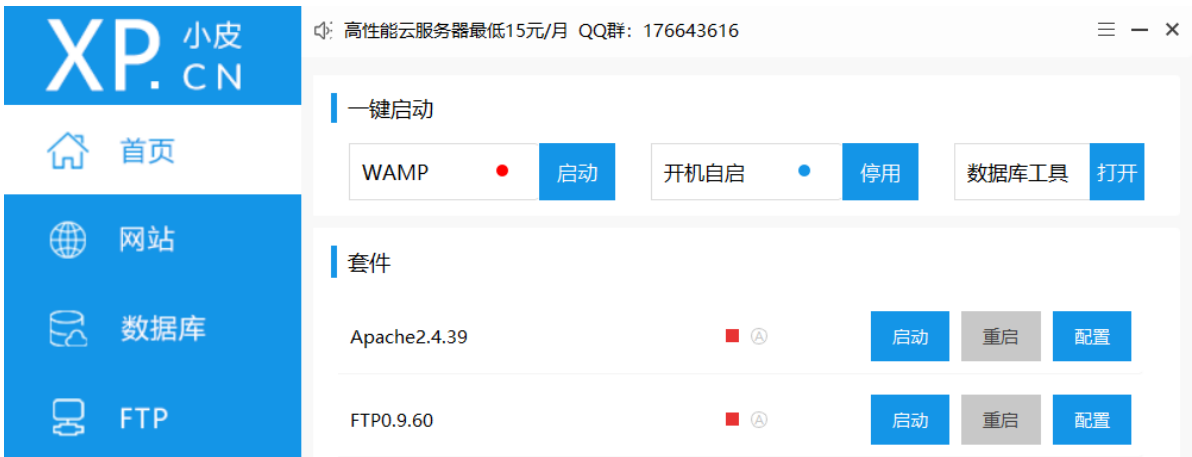 XP. 小皮 CN
高性能云服务器最低15元/月 QQ群：176643616
首页
网站
数据库
FTP
一键启动
WAMP 启动 开机自启 停用 数据库工具 打开
套件
Apache2.4.39 A 启动 重启 配置
FTP0.9.60 A 启动 重启 配置